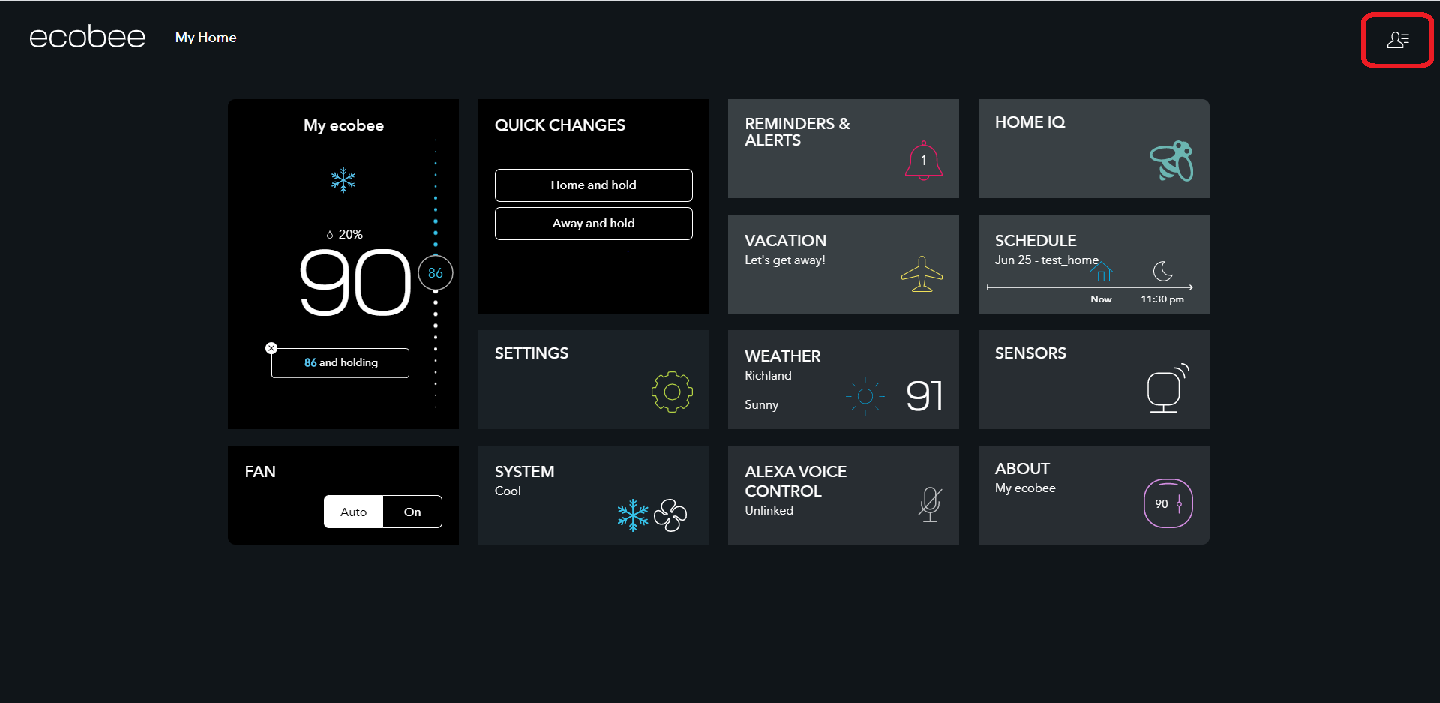 ecobee
My Home
My ecobee
20%
90
86
86 and holding
FAN
Auto
On
QUICK CHANGES
Home and hold
Away and hold
SETTINGS
SYSTEM
Cool
REMINDERS &
ALERTS
1
VACATION
Let's get away!
WEATHER
Richland
Sunny
91
ALEXA VOICE
CONTROL
Unlinked
HOME IQ
SCHEDULE
Jun 25 - test_home
Now
11:30 pm
SENSORS
ABOUT
My ecobee
90